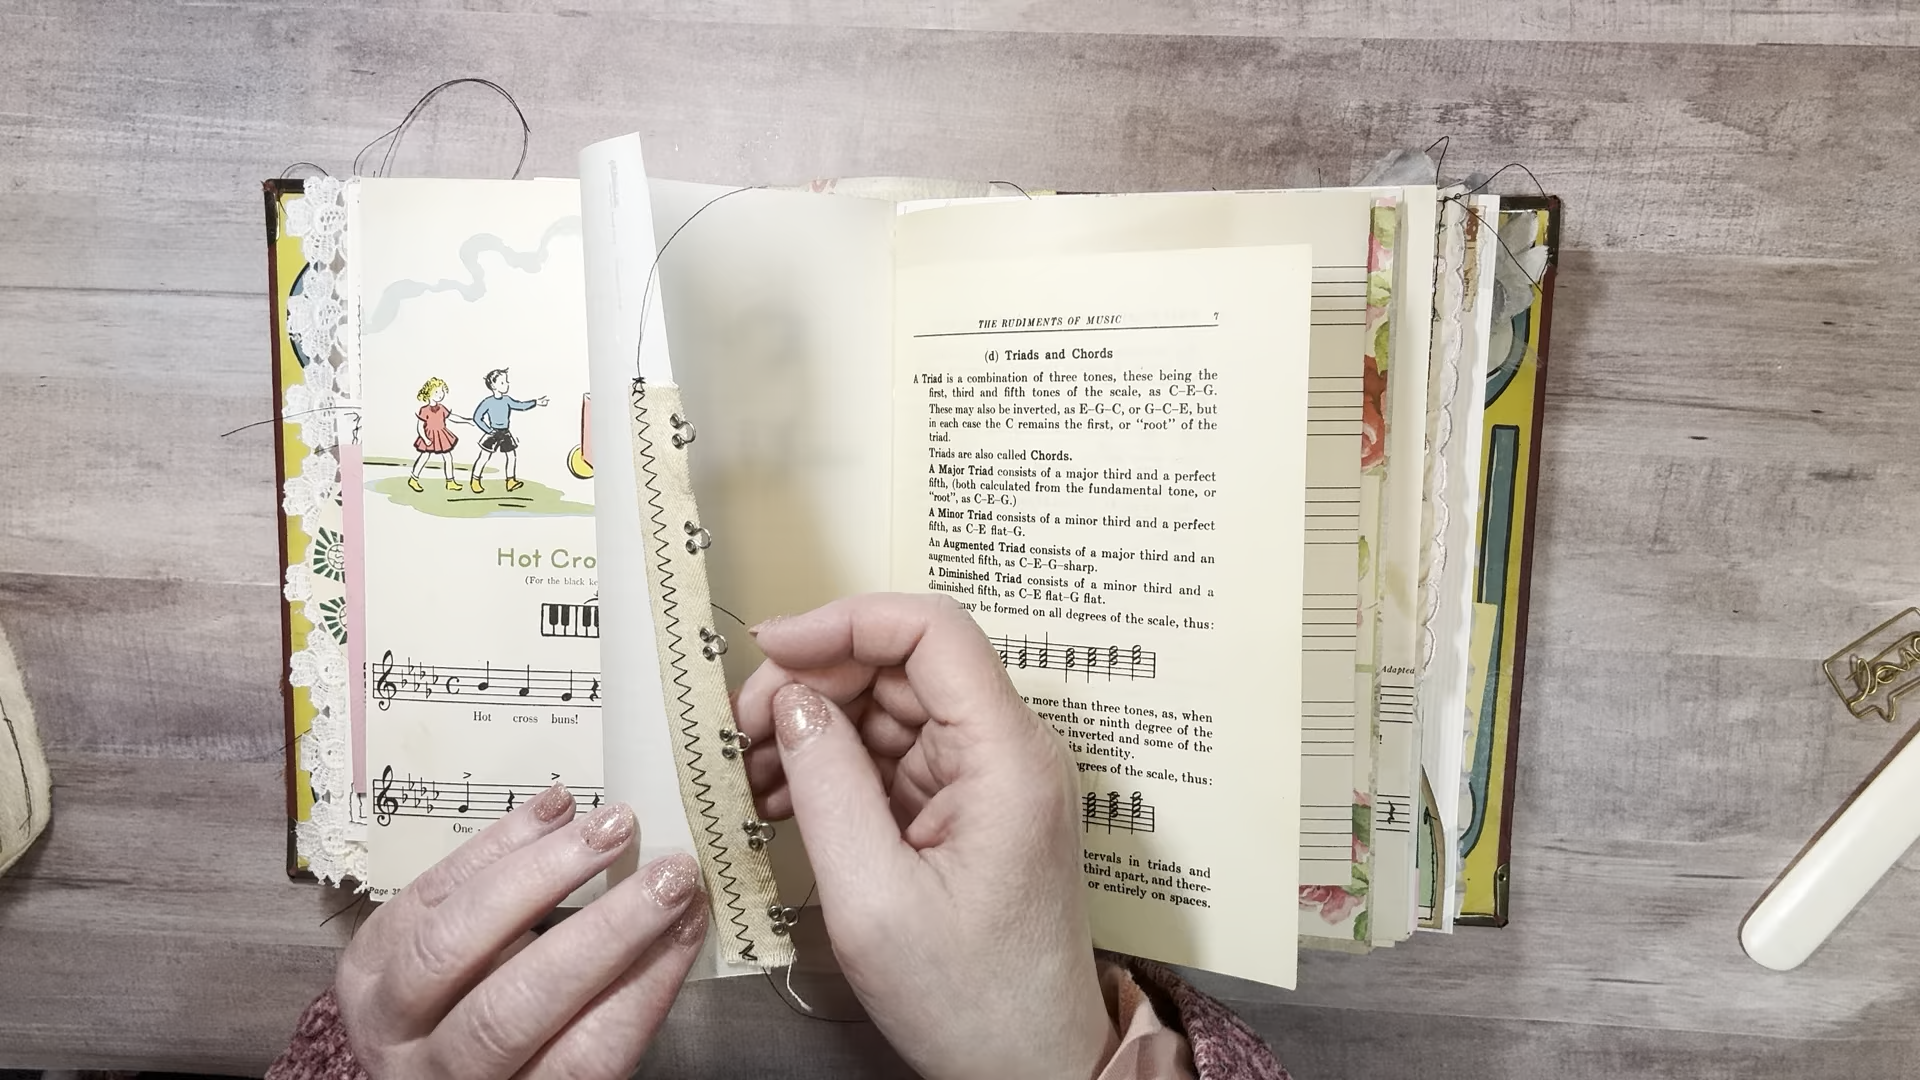 Hot Cro
(For the black ke
Hot cross buns!
One -
Page 3
THE RUDIMENTS OF MUSIC 7
(d) Triads and Chords
A Triad is a combination of three tones, these being the
first, third and fifth tones of the scale, as C–E–G.
These may also be inverted, as E–G–C, or G–C–E, but
in each case the C remains the first, or “root” of the
triad.
Triads are also called Chords.
A Major Triad consists of a major third and a perfect
fifth, (both calculated from the fundamental tone, or
“root”, as C–E–G.)
A Minor Triad consists of a minor third and a perfect
fifth, as C–E flat–G.
An Augmented Triad consists of a major third and an
augmented fifth, as C–E–G–sharp.
A Diminished Triad consists of a minor third and a
diminished fifth, as C–E flat–G flat.
may be formed on all degrees of the scale, thus:
more than three tones, as, when
seventh or ninth degree of the
be inverted and some of the
its identity.
grees of the scale, thus:
tervals in triads and
third apart, and there-
or entirely on spaces.
Adapted